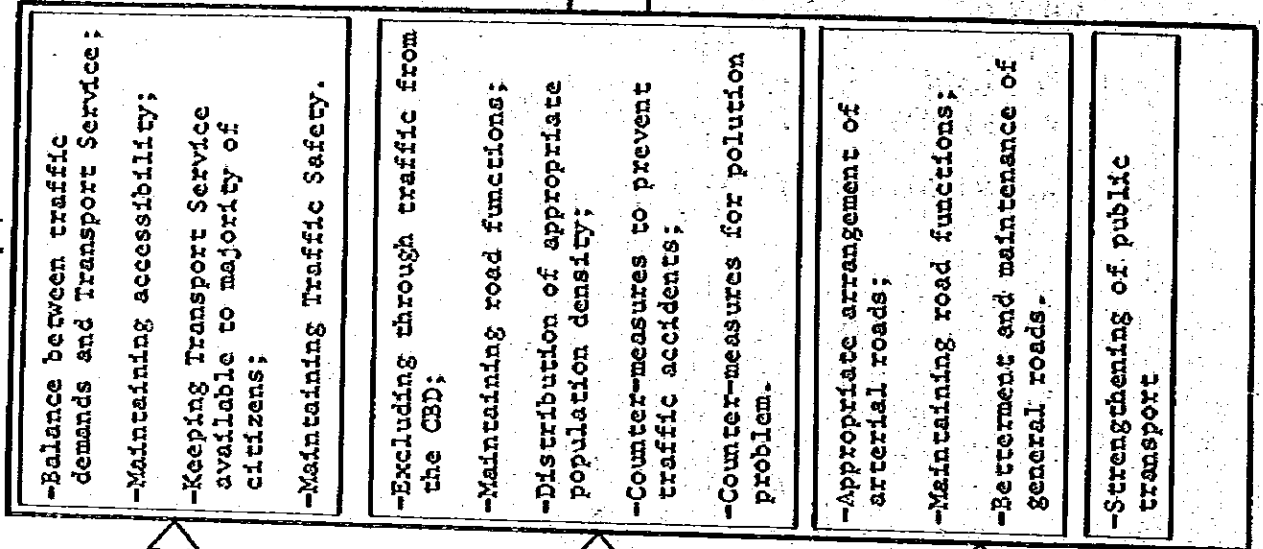 -Balance between traffic
demands and Transport Service;
-Maintaining accessibility;
-Keeping Transport Service
available to majority of
citizens;
-Maintaining Traffic Safety.
-Excluding through traffic from
the CBD;
-Maintaining road functions;
-Distribution of appropriate
population density;
-Counter-measures to prevent
traffic accidents;
-Counter-measures for polution
problem.
-Appropriate arrangement of
arterial roads;
-Maintaining road functions;
-Betterment and maintenance of
general roads.
-Strengthening of public
transport